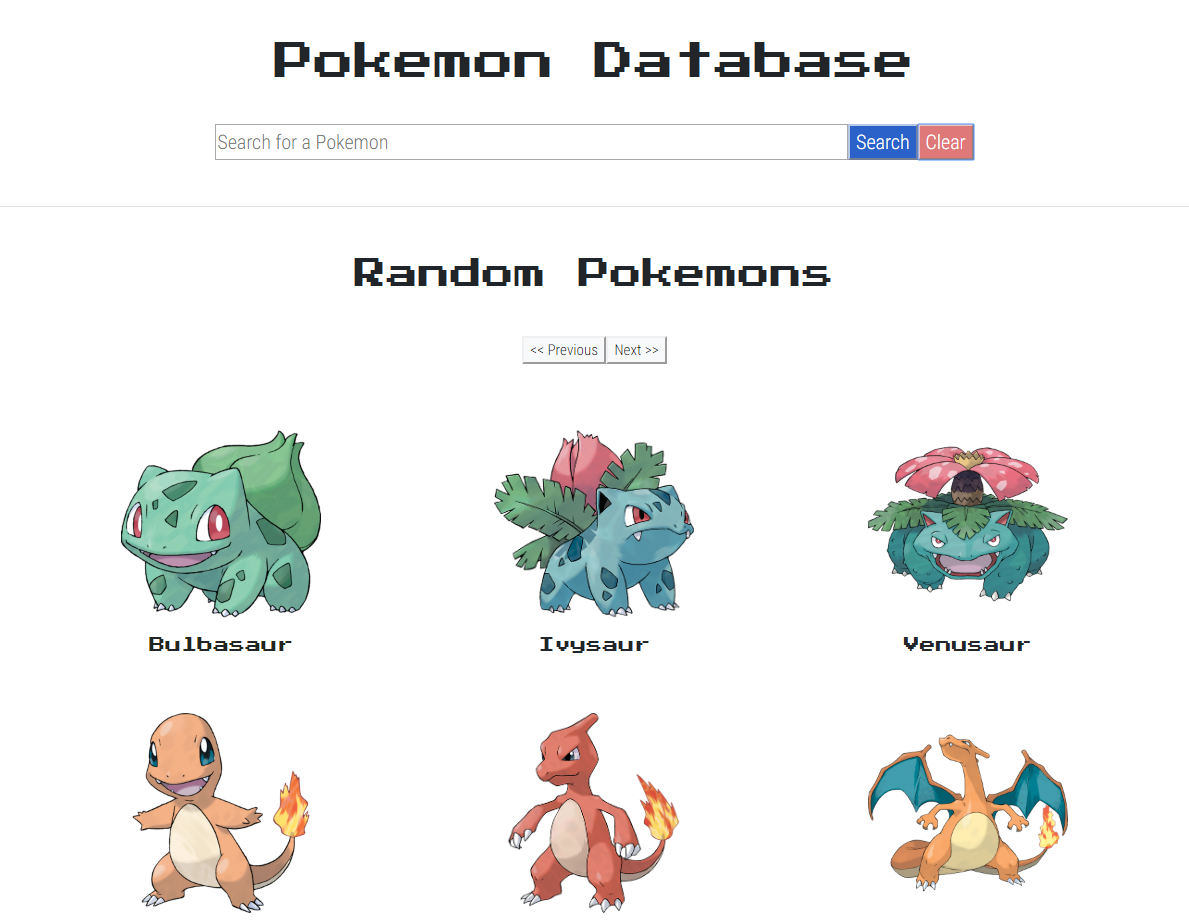 Pokemon Database
Search for a Pokemon Search Clear
Random Pokemons
<< Previous Next >>
Bulbasaur Ivysaur Venusaur